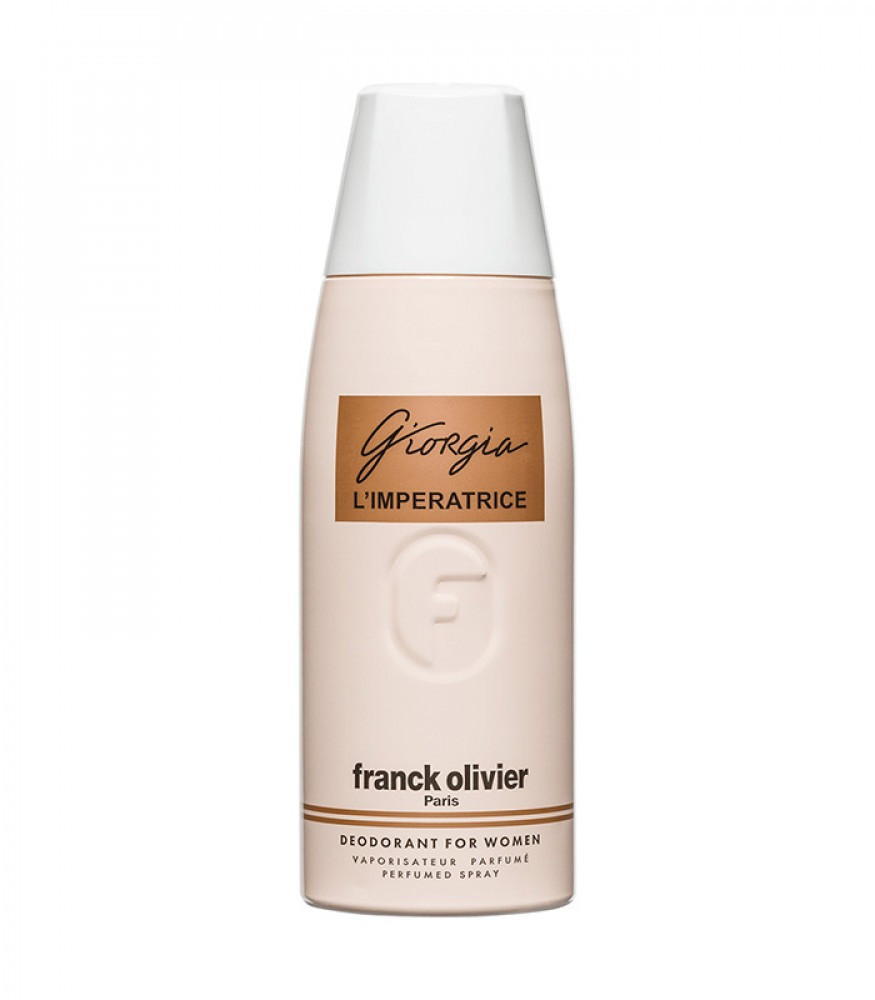 Giorgia
L'IMPERATRICE
F
franck olivier
Paris
DEODORANT FOR WOMEN
VAPORISATEUR PARFUMÉ
PERFUMED SPRAY